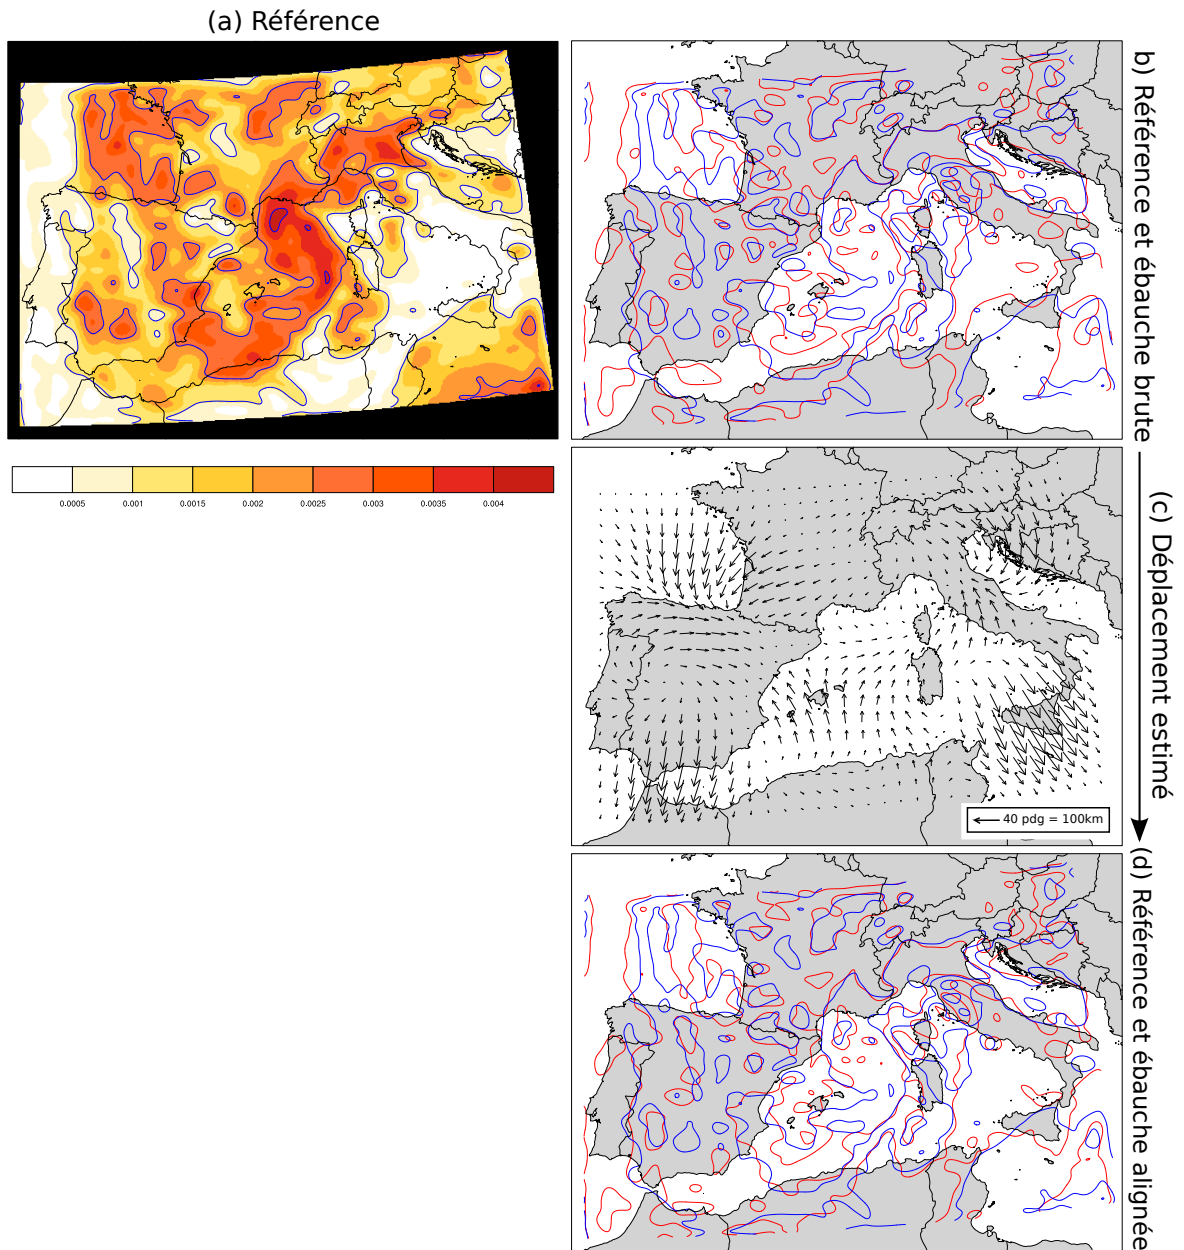 (a) Référence
b) Référence et ébauche brute
0.0005 0.001 0.0015 0.002 0.0025 0.003 0.0035 0.004
(c) Déplacement estimé
40 pdg = 100km
(d) Référence et ébauche alignée